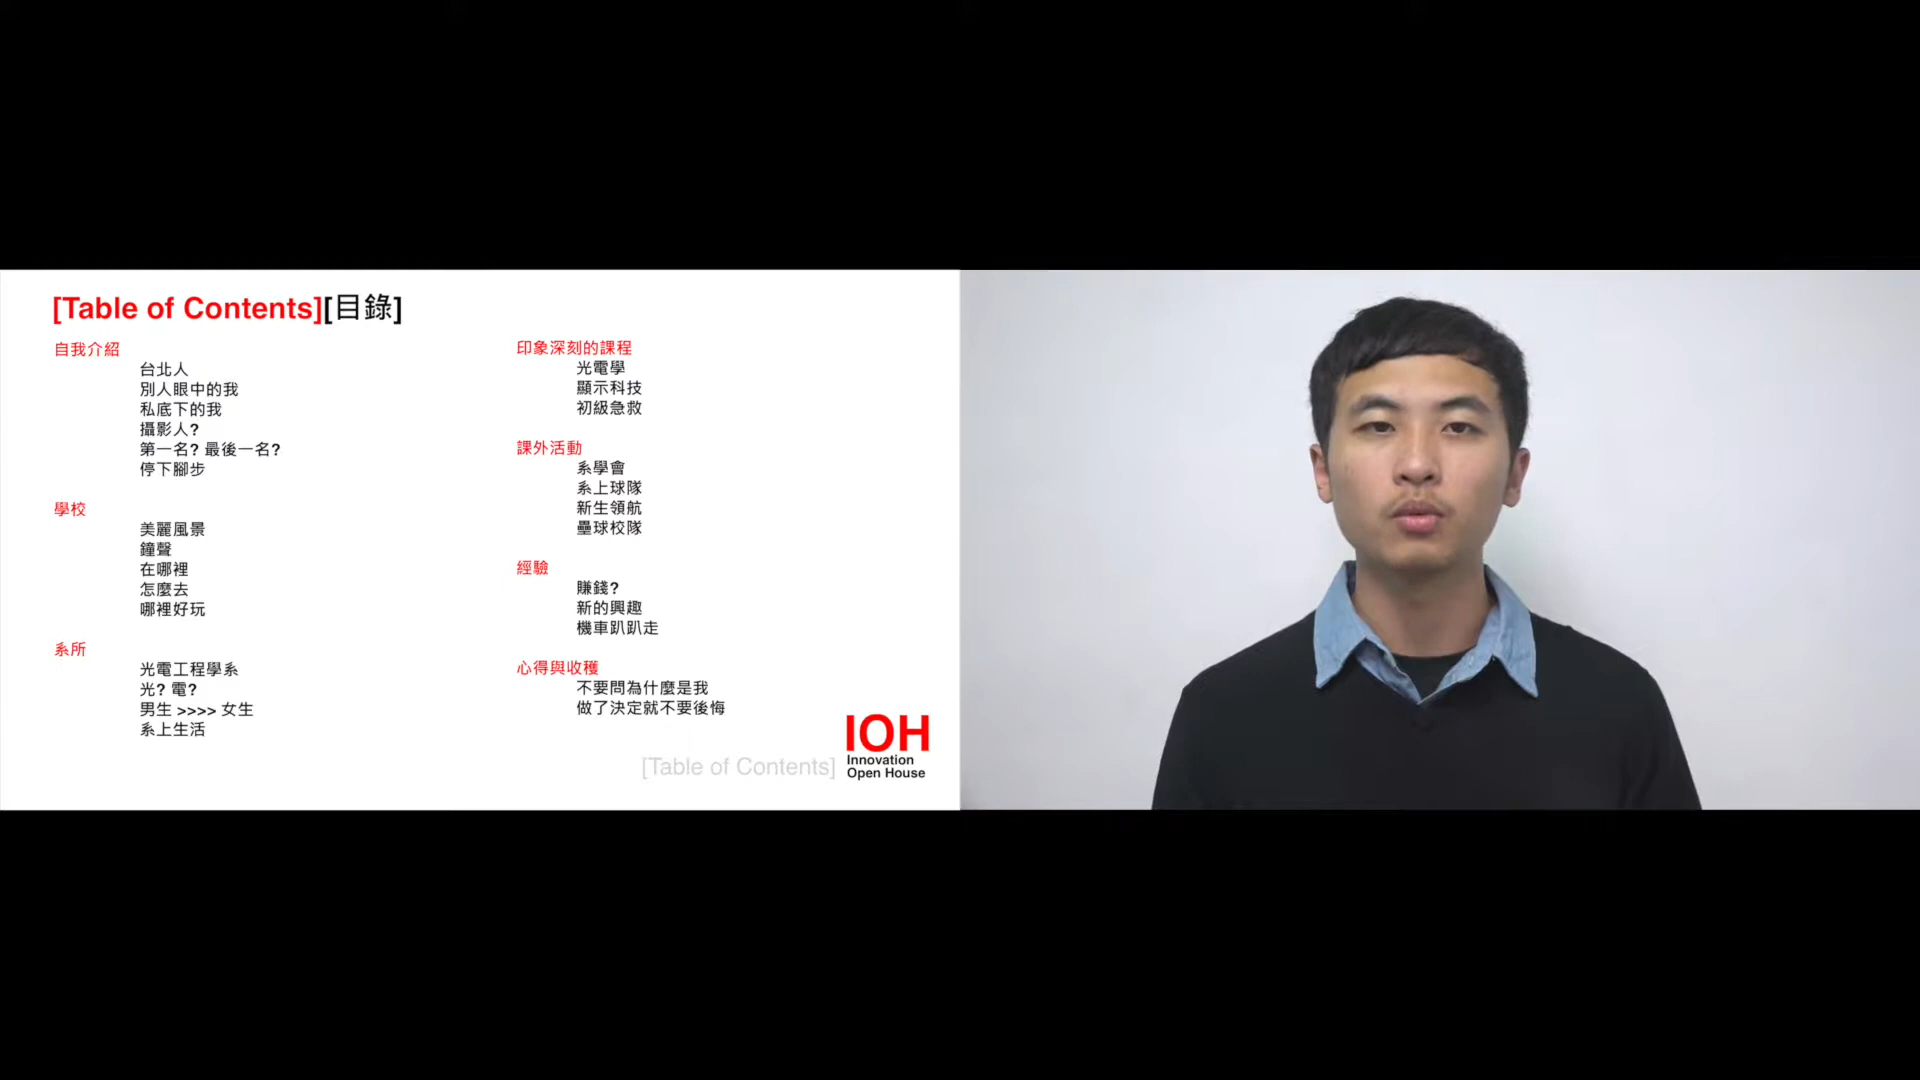 [Table of Contents][目錄]
自我介紹
台北人
別人眼中的我
私底下的我
攝影人?
第一名? 最後一名?
停下腳步
學校
美麗風景
鐘聲
在哪裡
怎麼去
哪裡好玩
系所
光電工程學系
光? 電?
男生 >>>> 女生
系上生活
印象深刻的課程
光電學
顯示科技
初級急救
課外活動
系學會
系上球隊
新生領航
壘球校隊
經驗
賺錢?
新的興趣
機車趴趴走
心得與收穫
不要問為什麼是我
做了決定就不要後悔
[Table of Contents]
IOH
Innovation
Open House